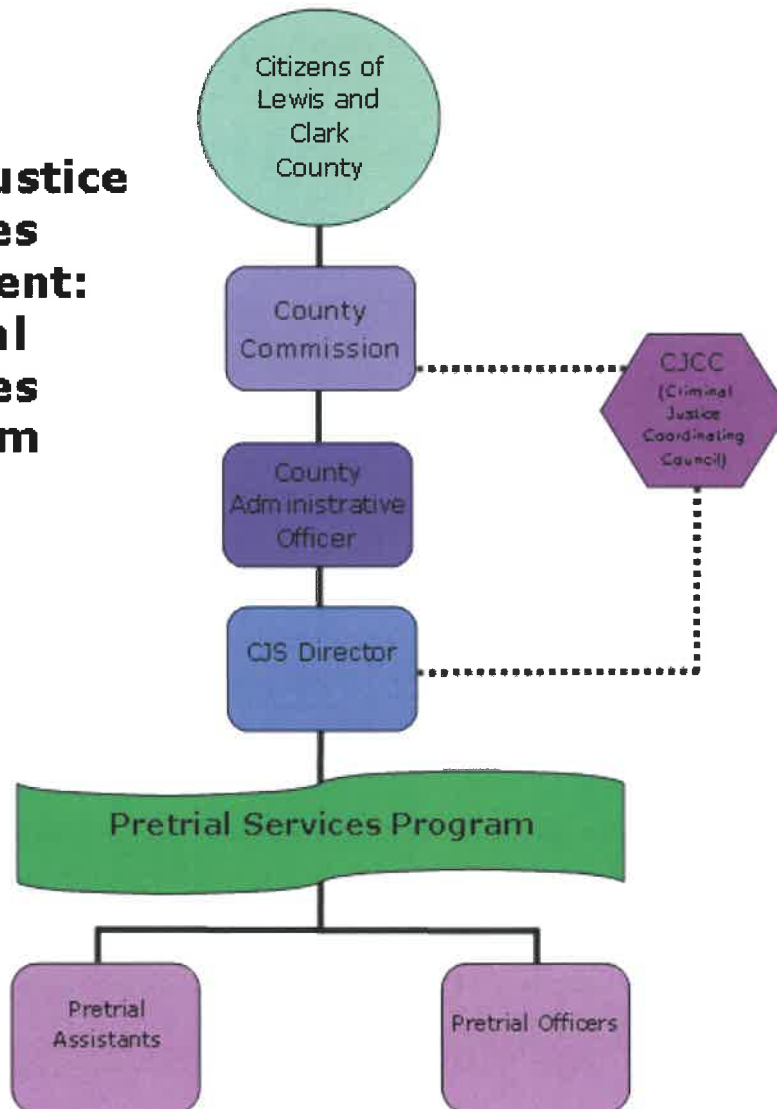 ustice
es
ent:
al
es
m
Citizens of
Lewis and
Clark
County
County
Commission
CJCC
(Criminal
Justice
Coordinating
Council)
County
Administrative
Officer
CJS Director
Pretrial Services Program
Pretrial
Assistants
Pretrial Officers